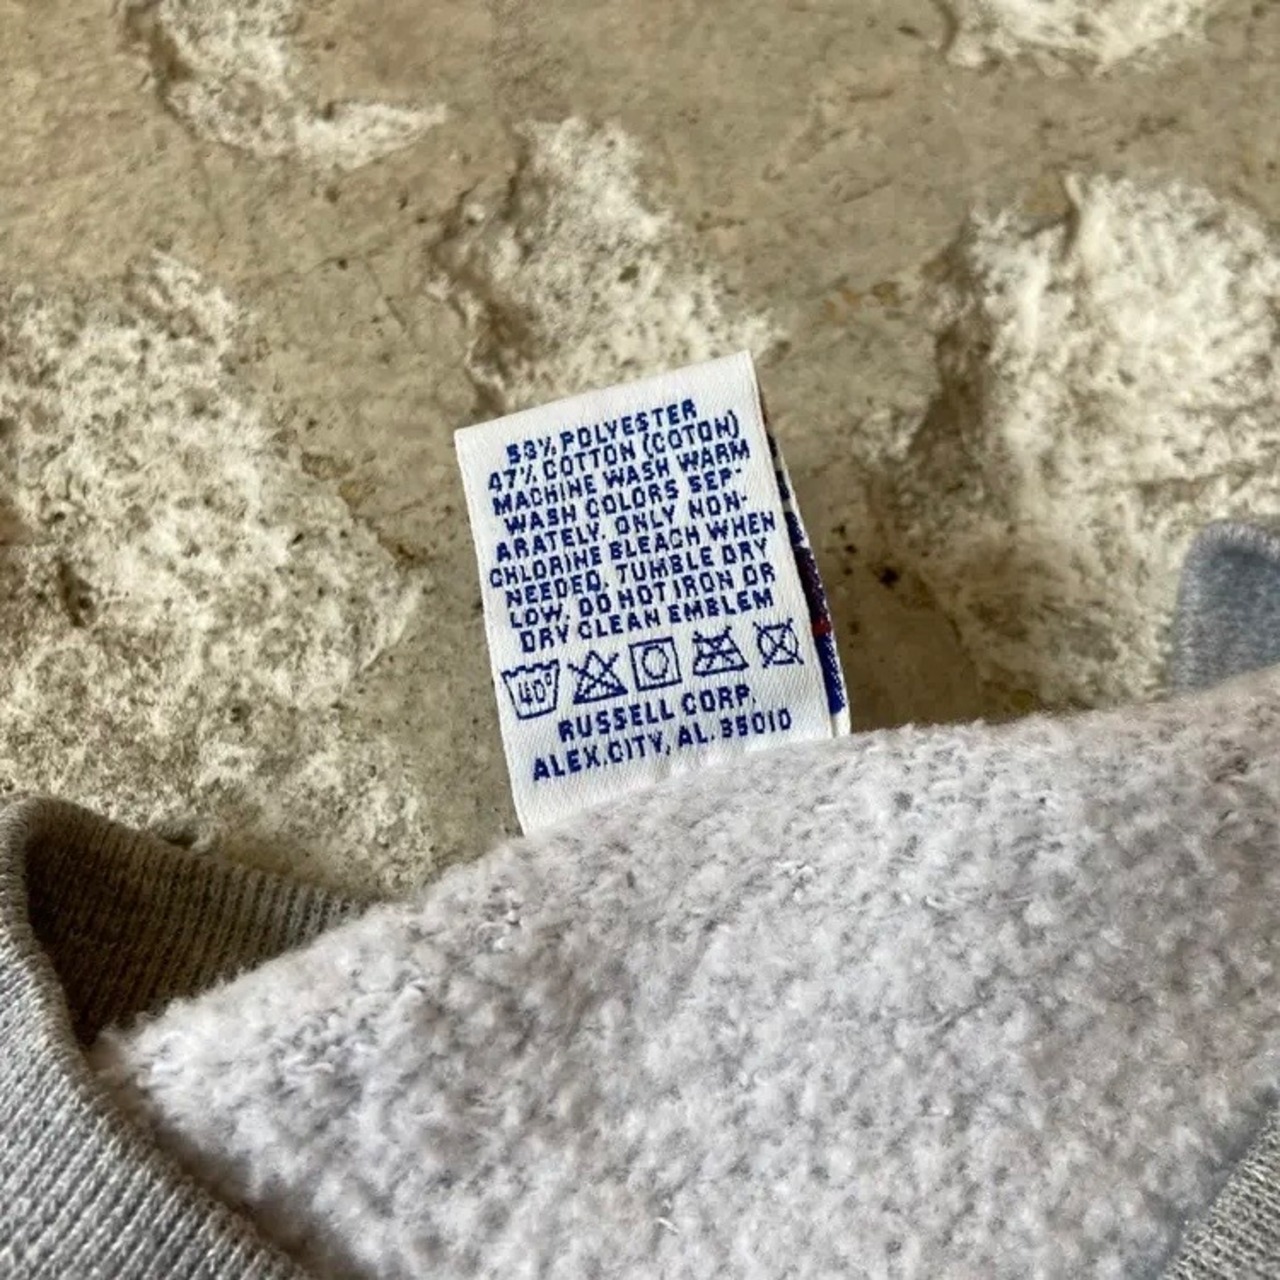 53% POLYESTER
47% COTTON (COTON)
MACHINE WASH WARM
WASH COLORS SEP-
ARATELY. ONLY NON-
CHLORINE BLEACH WHEN
NEEDED. TUMBLE DRY
LOW. DO NOT IRON OR
DRY CLEAN EMBLEM
40°
RUSSELL CORP.
ALEX.CITY, AL. 35010